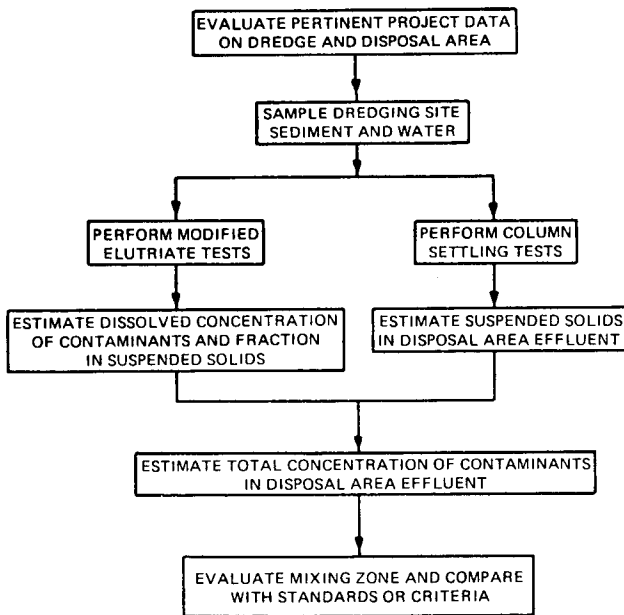 EVALUATE PERTINENT PROJECT DATA
ON DREDGE AND DISPOSAL AREA
SAMPLE DREDGING SITE
SEDIMENT AND WATER
PERFORM MODIFIED
ELUTRIATE TESTS
PERFORM COLUMN
SETTLING TESTS
ESTIMATE DISSOLVED CONCENTRATION
OF CONTAMINANTS AND FRACTION
IN SUSPENDED SOLIDS
ESTIMATE SUSPENDED SOLIDS
IN DISPOSAL AREA EFFLUENT
ESTIMATE TOTAL CONCENTRATION OF CONTAMINANTS
IN DISPOSAL AREA EFFLUENT
EVALUATE MIXING ZONE AND COMPARE
WITH STANDARDS OR CRITERIA